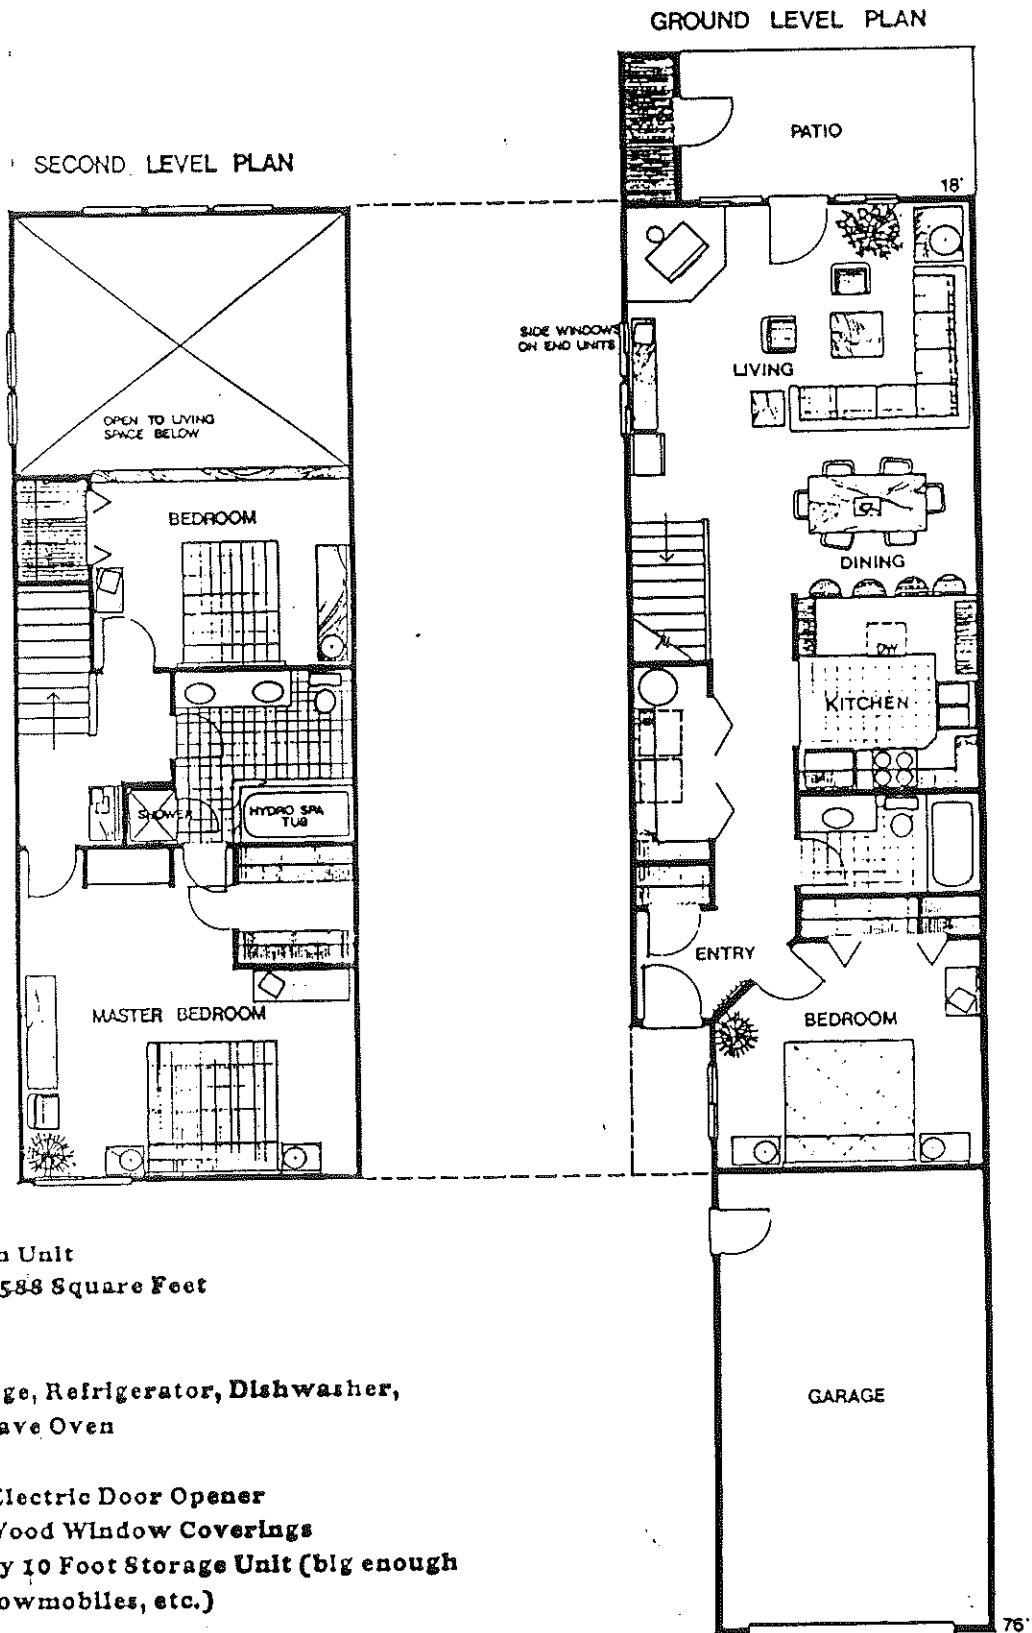 GROUND LEVEL PLAN
PATIO
18'
SECOND LEVEL PLAN
SIDE WINDOWS
ON END UNITS
LIVING
OPEN TO LIVING
SPACE BELOW
BEDROOM
DINING
DW
KITCHEN
SHOWER
HYDRO SPA
TUB
ENTRY
MASTER BEDROOM
BEDROOM
n Unit
588 Square Feet
ge, Refrigerator, Dishwasher,
ave Oven
GARAGE
Electric Door Opener
Wood Window Coverings
y 10 Foot Storage Unit (big enough
owmobiles, etc.)
76'